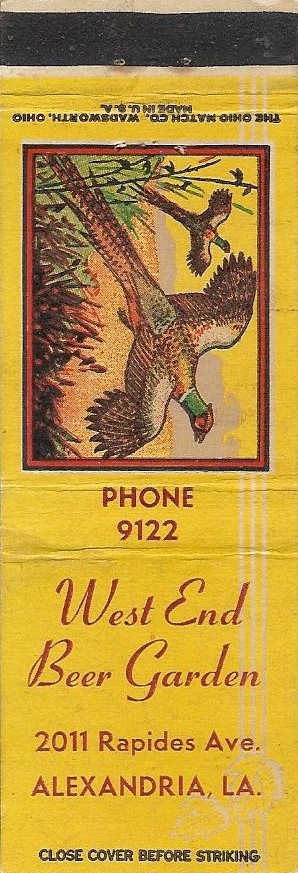 THE OHIO MATCH CO. WADSWORTH, OHIO
MADE IN U.S.A.
PHONE
9122
West End
Beer Garden
2011 Rapides Ave.
ALEXANDRIA, LA.
CLOSE COVER BEFORE STRIKING